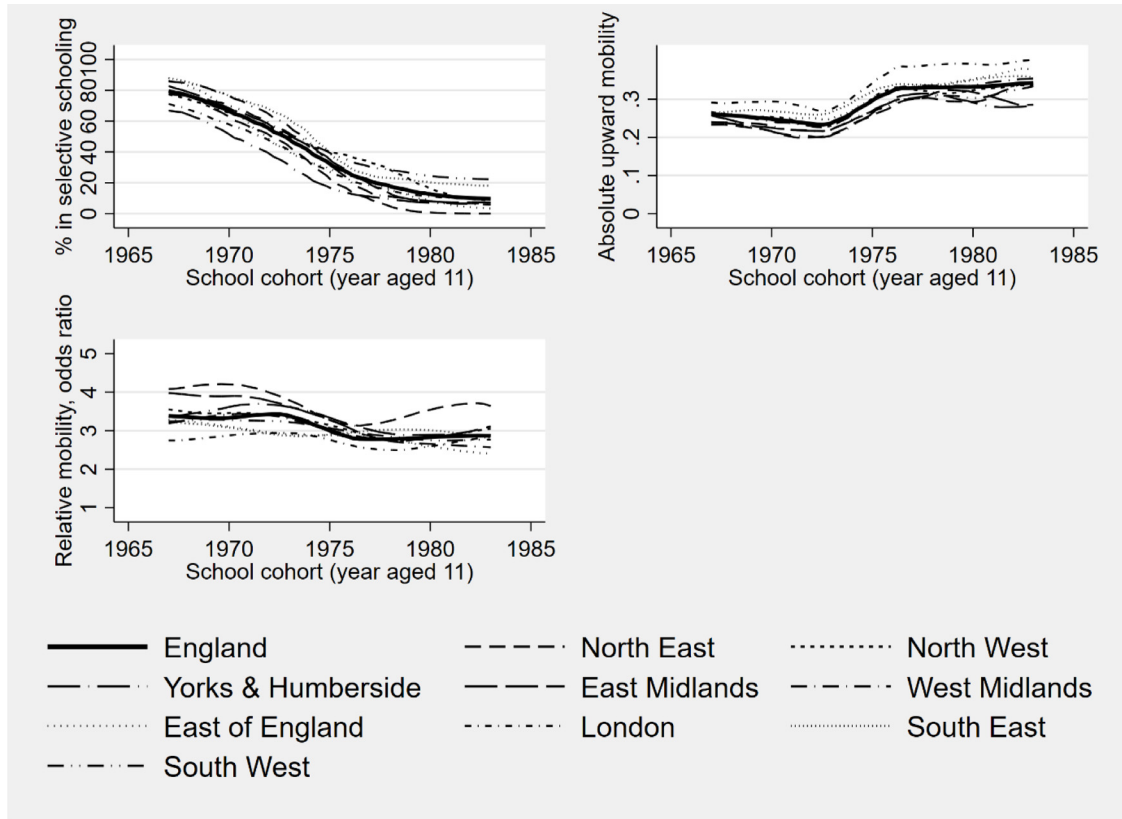 % in selective schooling
100
80
60
40
20
0
1965 1970 1975 1980 1985
School cohort (year aged 11)
Absolute upward mobility
.3
.2
.1
0
1965 1970 1975 1980 1985
School cohort (year aged 11)
Relative mobility, odds ratio
5
4
3
2
1
1965 1970 1975 1980 1985
School cohort (year aged 11)
England North East North West
Yorks & Humberside East Midlands West Midlands
East of England London South East
South West